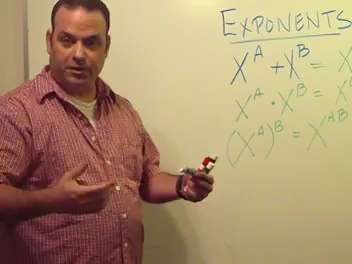 EXPONENTS
X^A + X^B = X
X^A · X^B = X
(X^A)^B = X^AB